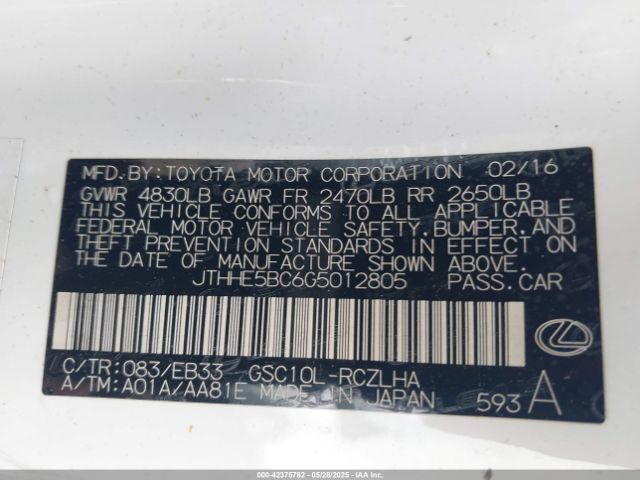 MFD.BY:TOYOTA MOTOR CORPORATION 02/16
GVWR 4830LB GAWR FR 2470LB RR 2650LB
THIS VEHICLE CONFORMS TO ALL APPLICABLE
FEDERAL MOTOR VEHICLE SAFETY,BUMPER,AND
THEFT PREVENTION STANDARDS IN EFFECT ON
THE DATE OF MANUFACTURE SHOWN ABOVE.
JTHHE5BC6G5012805 PASS.CAR
C/TR:083/EB33 GSC10L-RCZLHA
A/TM:A01A/AA81E MADE IN JAPAN 593A
000-42375782 - 05/28/2025 - IAAI.COM